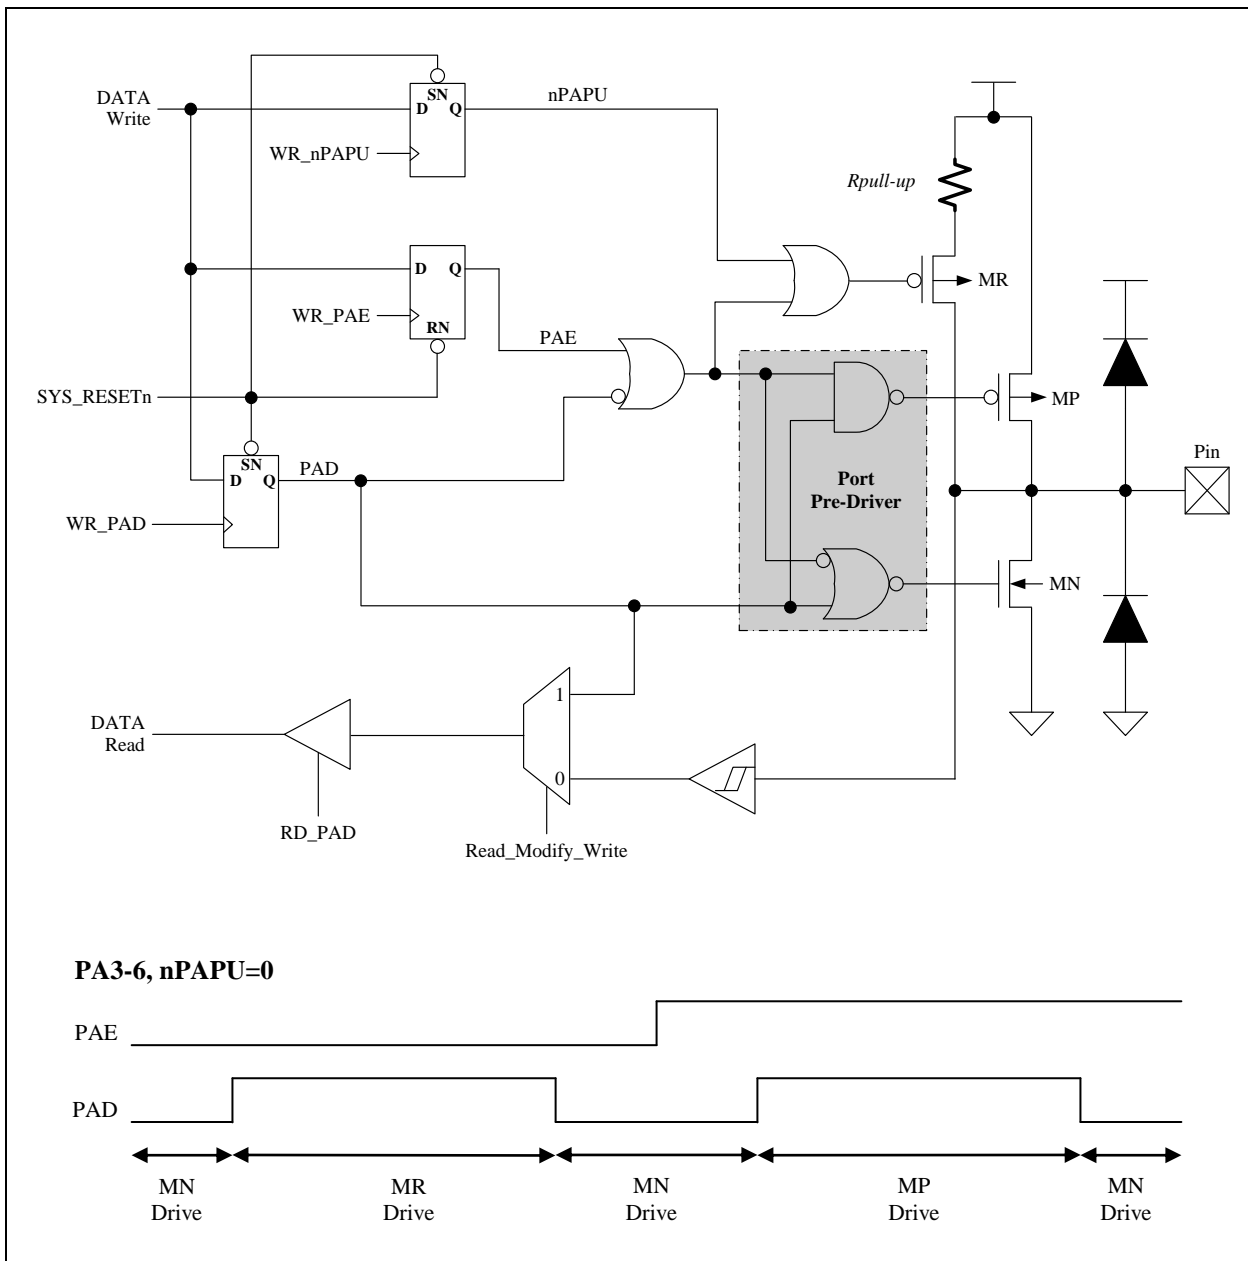 SN
DATA
Write
D
Q
nPAPU
WR_nPAPU
Rpull-up
D
Q
MR
WR_PAE
RN
PAE
SYS_RESETn
MP
SN
D
Q
PAD
Port
Pre-Driver
Pin
WR_PAD
MN
1
DATA
Read
0
RD_PAD
Read_Modify_Write
PA3-6, nPAPU=0
PAE
PAD
MN
Drive
MR
Drive
MN
Drive
MP
Drive
MN
Drive